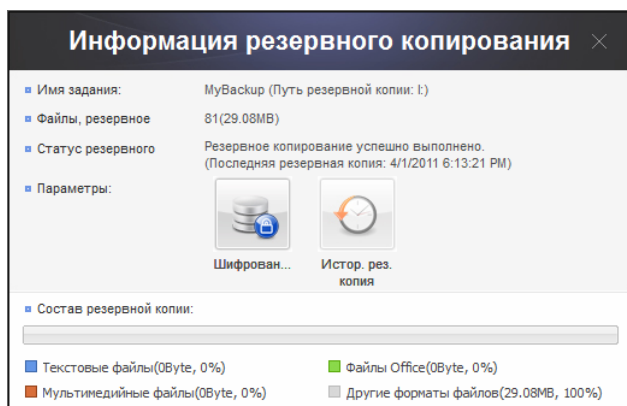 Информация резервного копирования
Имя задания: MyBackup (Путь резервной копии: I:)
Файлы, резервное 81(29.08MB)
Статус резервного Резервное копирование успешно выполнено.
(Последняя резервная копия: 4/1/2011 6:13:21 PM)
Параметры:
Шифрован... Истор. рез.
копия
Состав резервной копии:
Текстовые файлы(0Byte, 0%) Файлы Office(0Byte, 0%)
Мультимедийные файлы(0Byte, 0%) Другие форматы файлов(29.08MB, 100%)